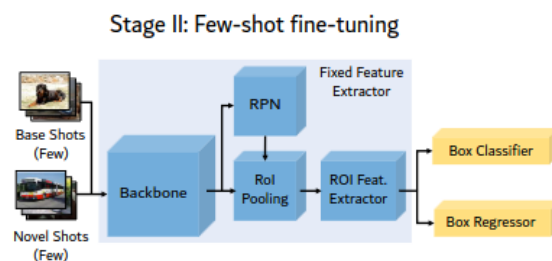 Stage II: Few-shot fine-tuning
Fixed Feature
Extractor
RPN
Base Shots
(Few)
Backbone
RoI
Pooling
ROI Feat.
Extractor
Box Classifier
Box Regressor
Novel Shots
(Few)